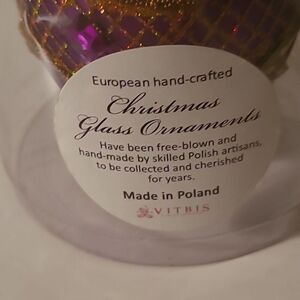 European hand-crafted
Christmas
Glass Ornaments
Have been free-blown and
hand-made by skilled Polish artisans,
to be collected and cherished
for years.
Made in Poland
VITBIS